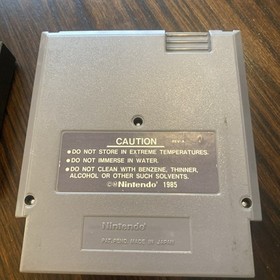 CAUTION
•DO NOT STORE IN EXTREME TEMPERATURES.
•DO NOT IMMERSE IN WATER.
•DO NOT CLEAN WITH BENZENE, THINNER,
ALCOHOL OR OTHER SUCH SOLVENTS.
©Nintendo 1985
Nintendo
MADE IN JAPAN